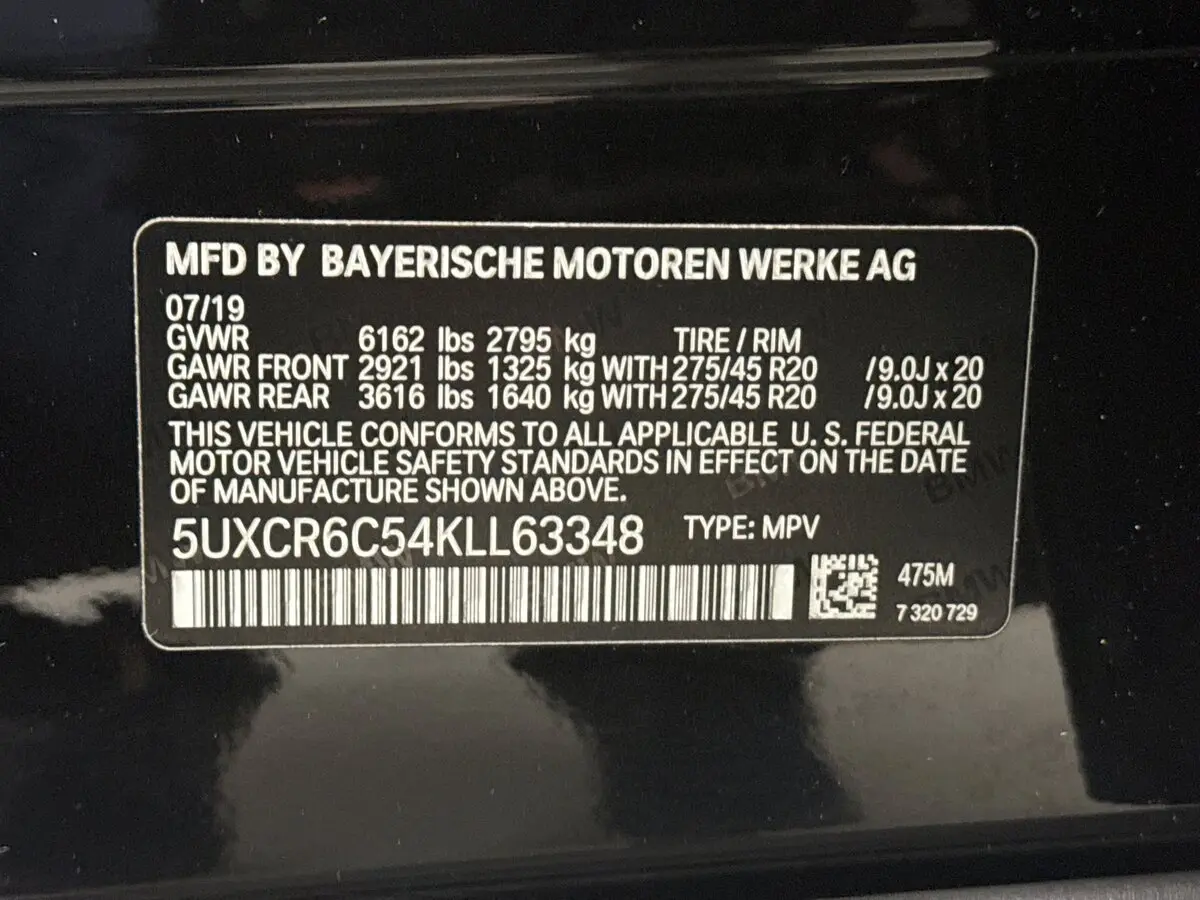 MFD BY BAYERISCHE MOTOREN WERKE AG
07/19
GVWR 6162 lbs 2795 kg TIRE / RIM
GAWR FRONT 2921 lbs 1325 kg WITH 275/45 R20 /9.0J x 20
GAWR REAR 3616 lbs 1640 kg WITH 275/45 R20 /9.0J x 20
THIS VEHICLE CONFORMS TO ALL APPLICABLE U. S. FEDERAL
MOTOR VEHICLE SAFETY STANDARDS IN EFFECT ON THE DATE
OF MANUFACTURE SHOWN ABOVE.
5UXCR6C54KLL63348 TYPE: MPV
475M
7 320 729